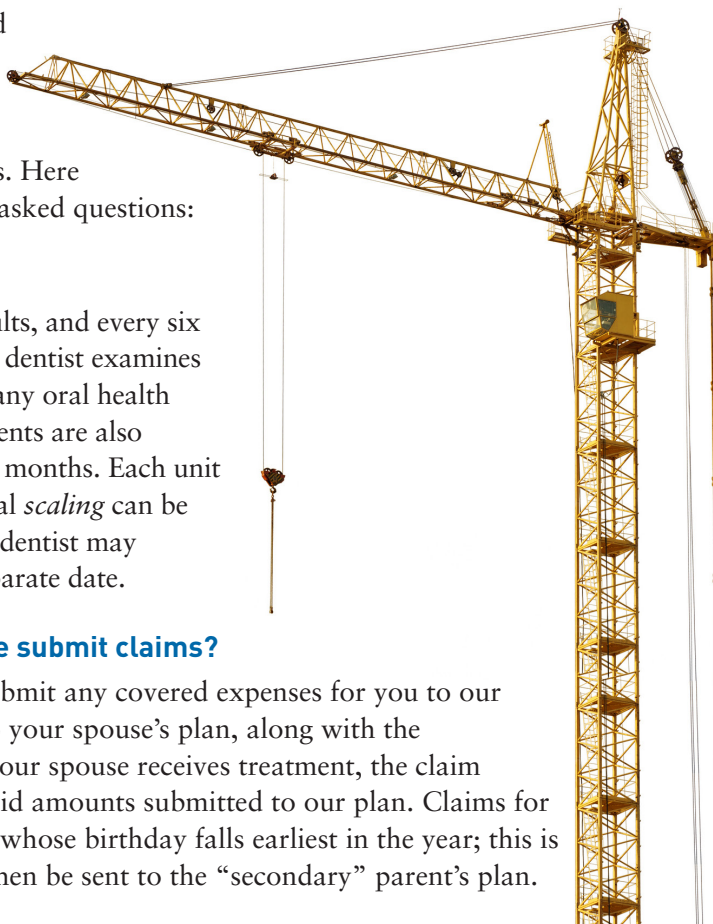 s. Here
asked questions:
ults, and every six
dentist examines
any oral health
ents are also
months. Each unit
al scaling can be
dentist may
parate date.
e submit claims?
bmit any covered expenses for you to our
your spouse’s plan, along with the
our spouse receives treatment, the claim
id amounts submitted to our plan. Claims for
whose birthday falls earliest in the year; this is
hen be sent to the “secondary” parent’s plan.